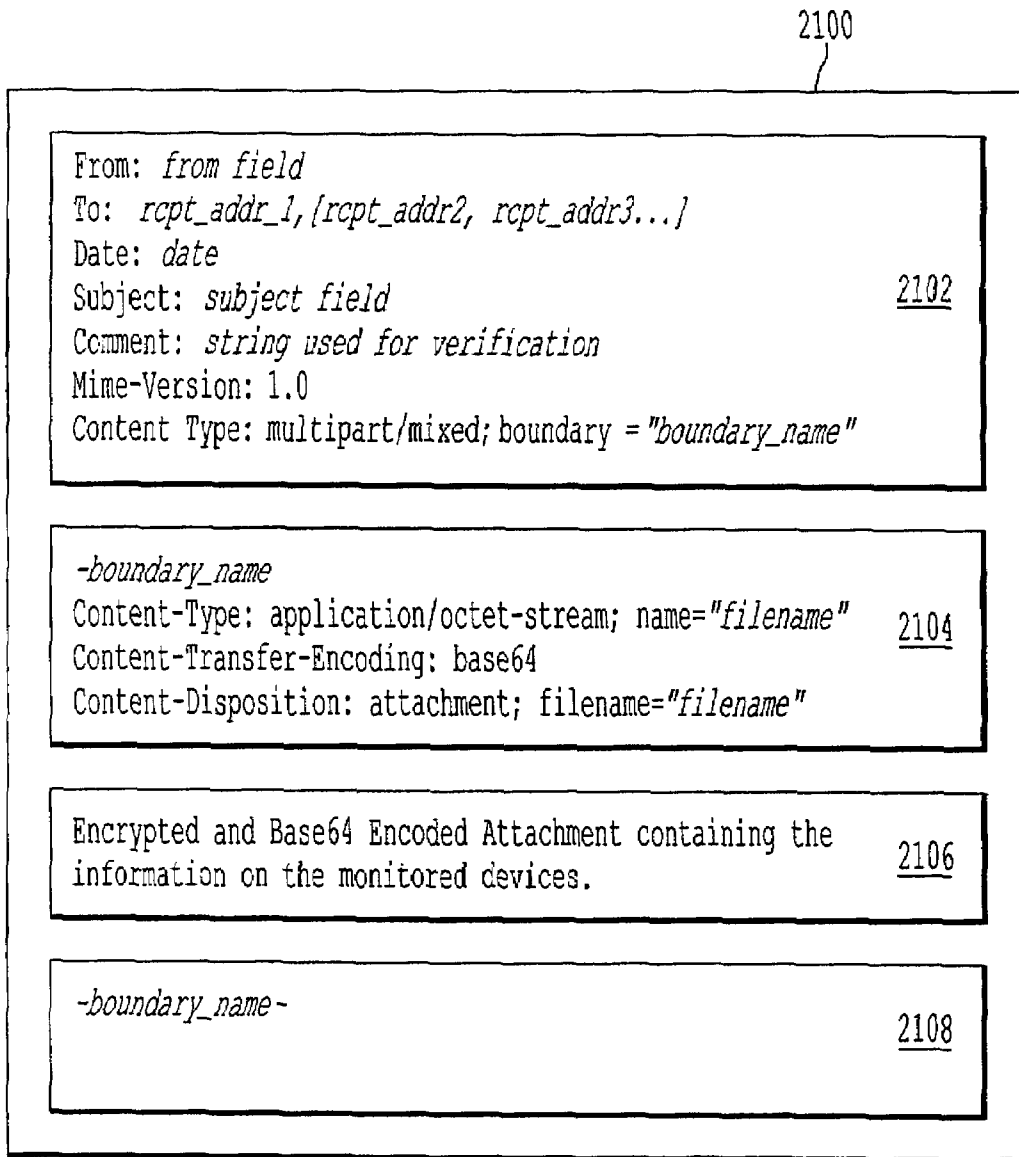 2100
From: from field
To: rcpt_addr_1,[rcpt_addr2, rcpt_addr3...]
Date: date
Subject: subject field
Comment: string used for verification
Mime-Version: 1.0
Content Type: multipart/mixed; boundary = "boundary_name"
2102
-boundary_name
Content-Type: application/octet-stream; name="filename"
Content-Transfer-Encoding: base64
Content-Disposition: attachment; filename="filename"
2104
Encrypted and Base64 Encoded Attachment containing the
information on the monitored devices.
2106
-boundary_name-
2108